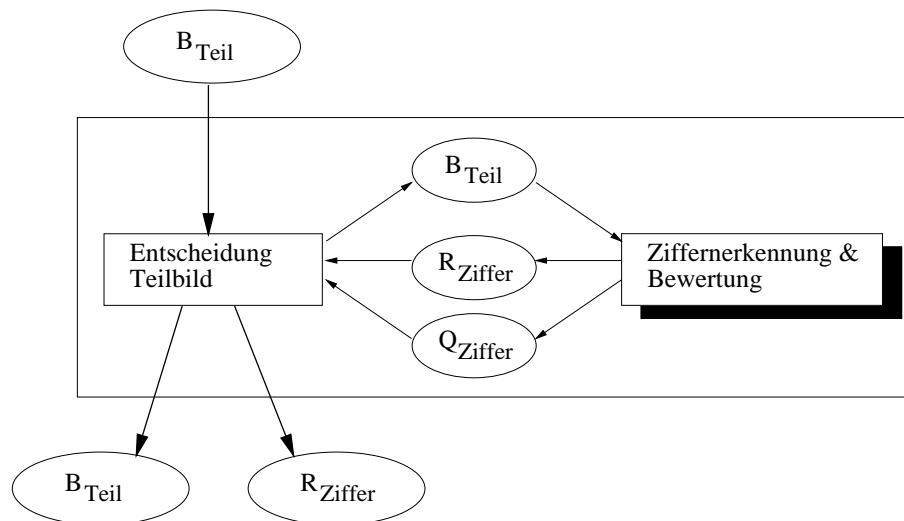 B_Teil
B_Teil
Entscheidung
Teilbild
R_Ziffer
Ziffernerkennung &
Bewertung
Q_Ziffer
B_Teil
R_Ziffer